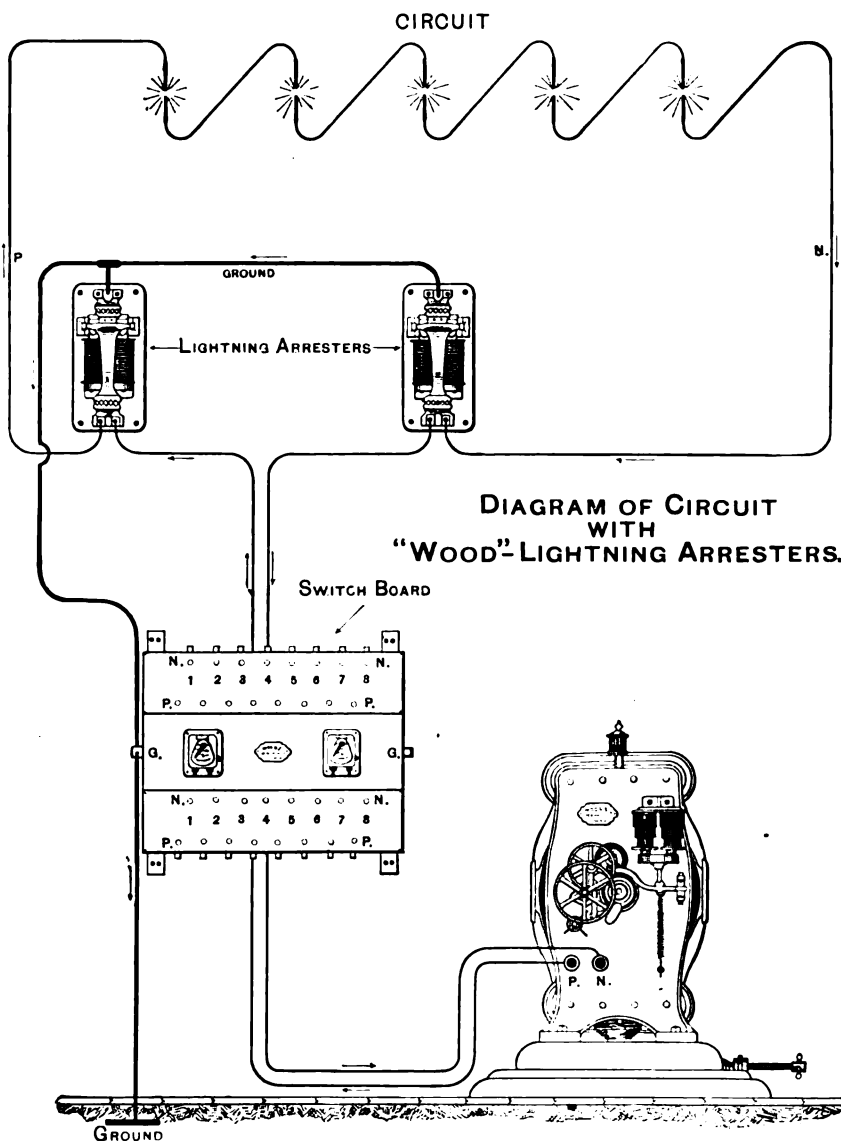 CIRCUIT
P
N.
GROUND
LIGHTNING ARRESTERS
DIAGRAM OF CIRCUIT
WITH
"WOOD"-LIGHTNING ARRESTERS.
SWITCH BOARD
N. N.
1 2 3 4 5 6 7 8
P. P.
G. G.
N. N.
1 2 3 4 5 6 7 8
P. P.
P. N.
GROUND